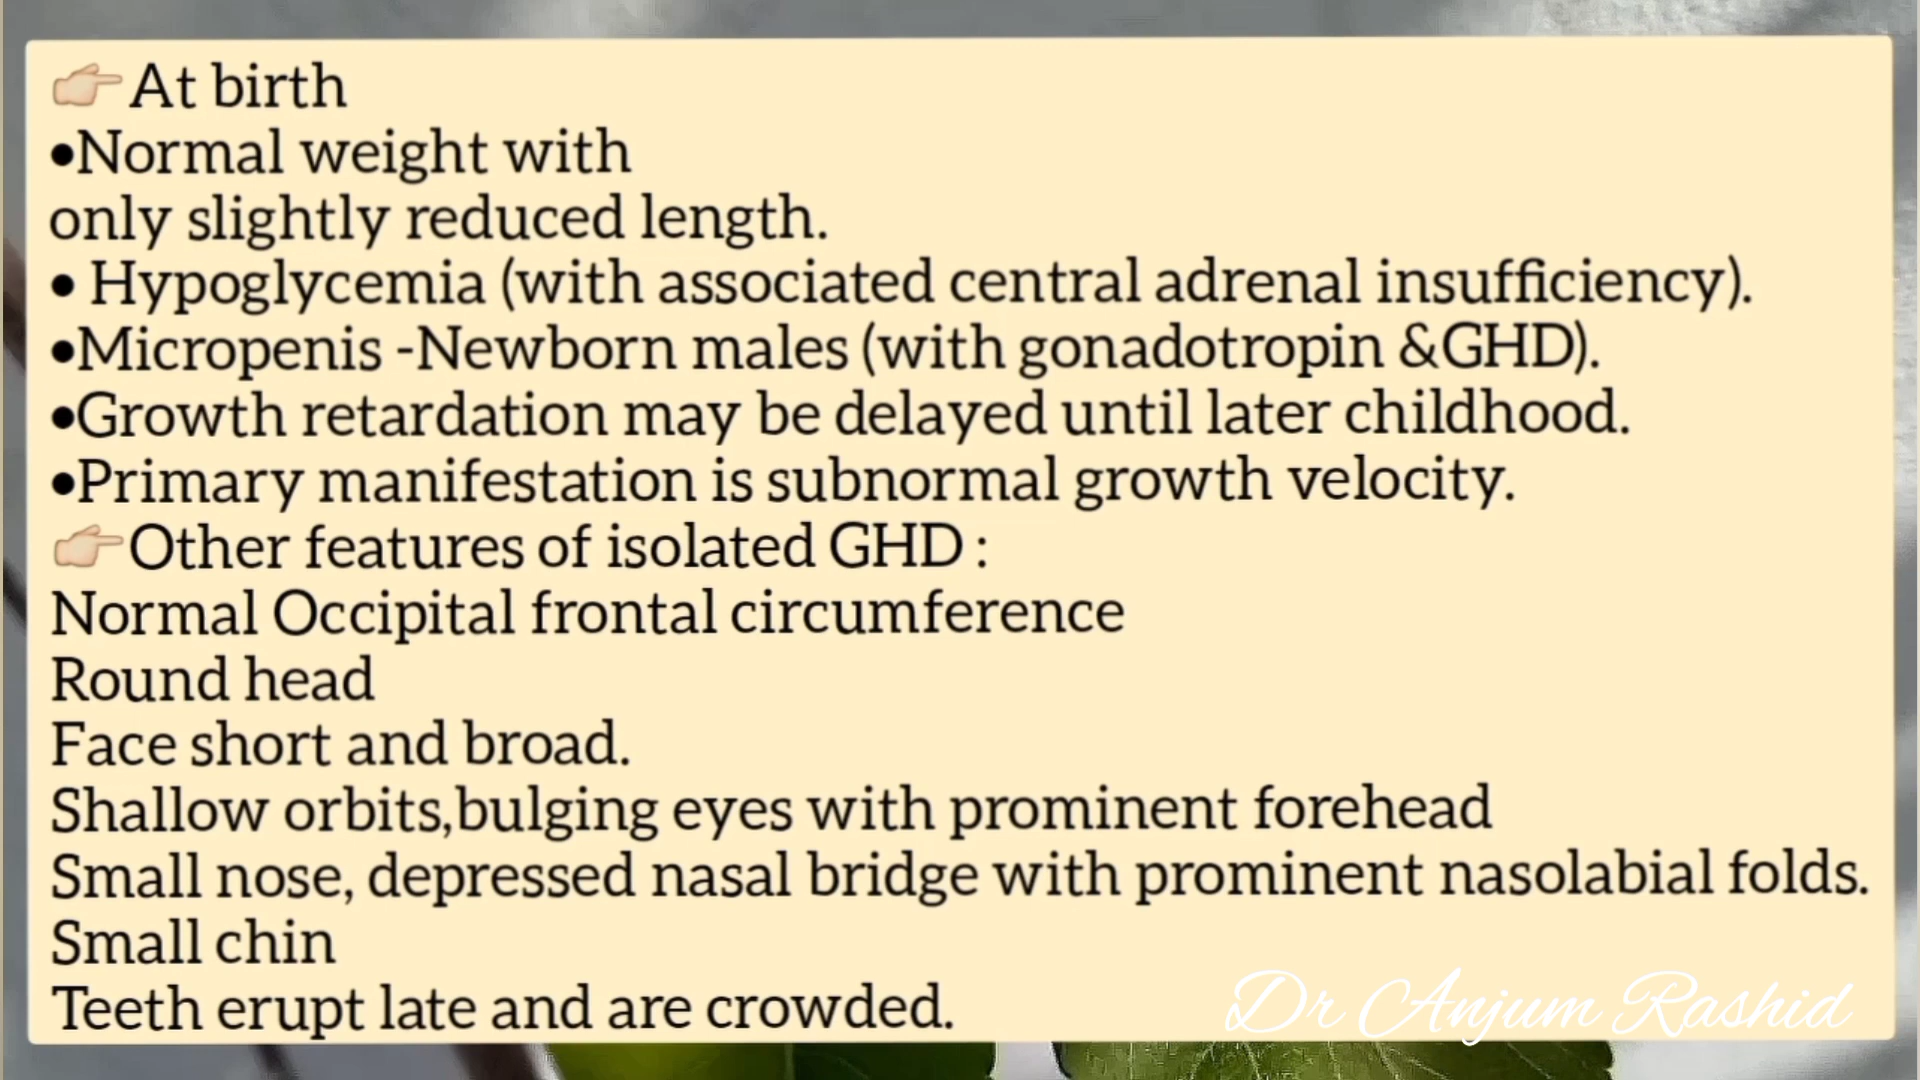 👉🏻At birth
•Normal weight with
only slightly reduced length.
• Hypoglycemia (with associated central adrenal insufficiency).
•Micropenis -Newborn males (with gonadotropin &GHD).
•Growth retardation may be delayed until later childhood.
•Primary manifestation is subnormal growth velocity.
👉🏻Other features of isolated GHD :
Normal Occipital frontal circumference
Round head
Face short and broad.
Shallow orbits,bulging eyes with prominent forehead
Small nose, depressed nasal bridge with prominent nasolabial folds.
Small chin
Teeth erupt late and are crowded.
Dr Anjum Rashid